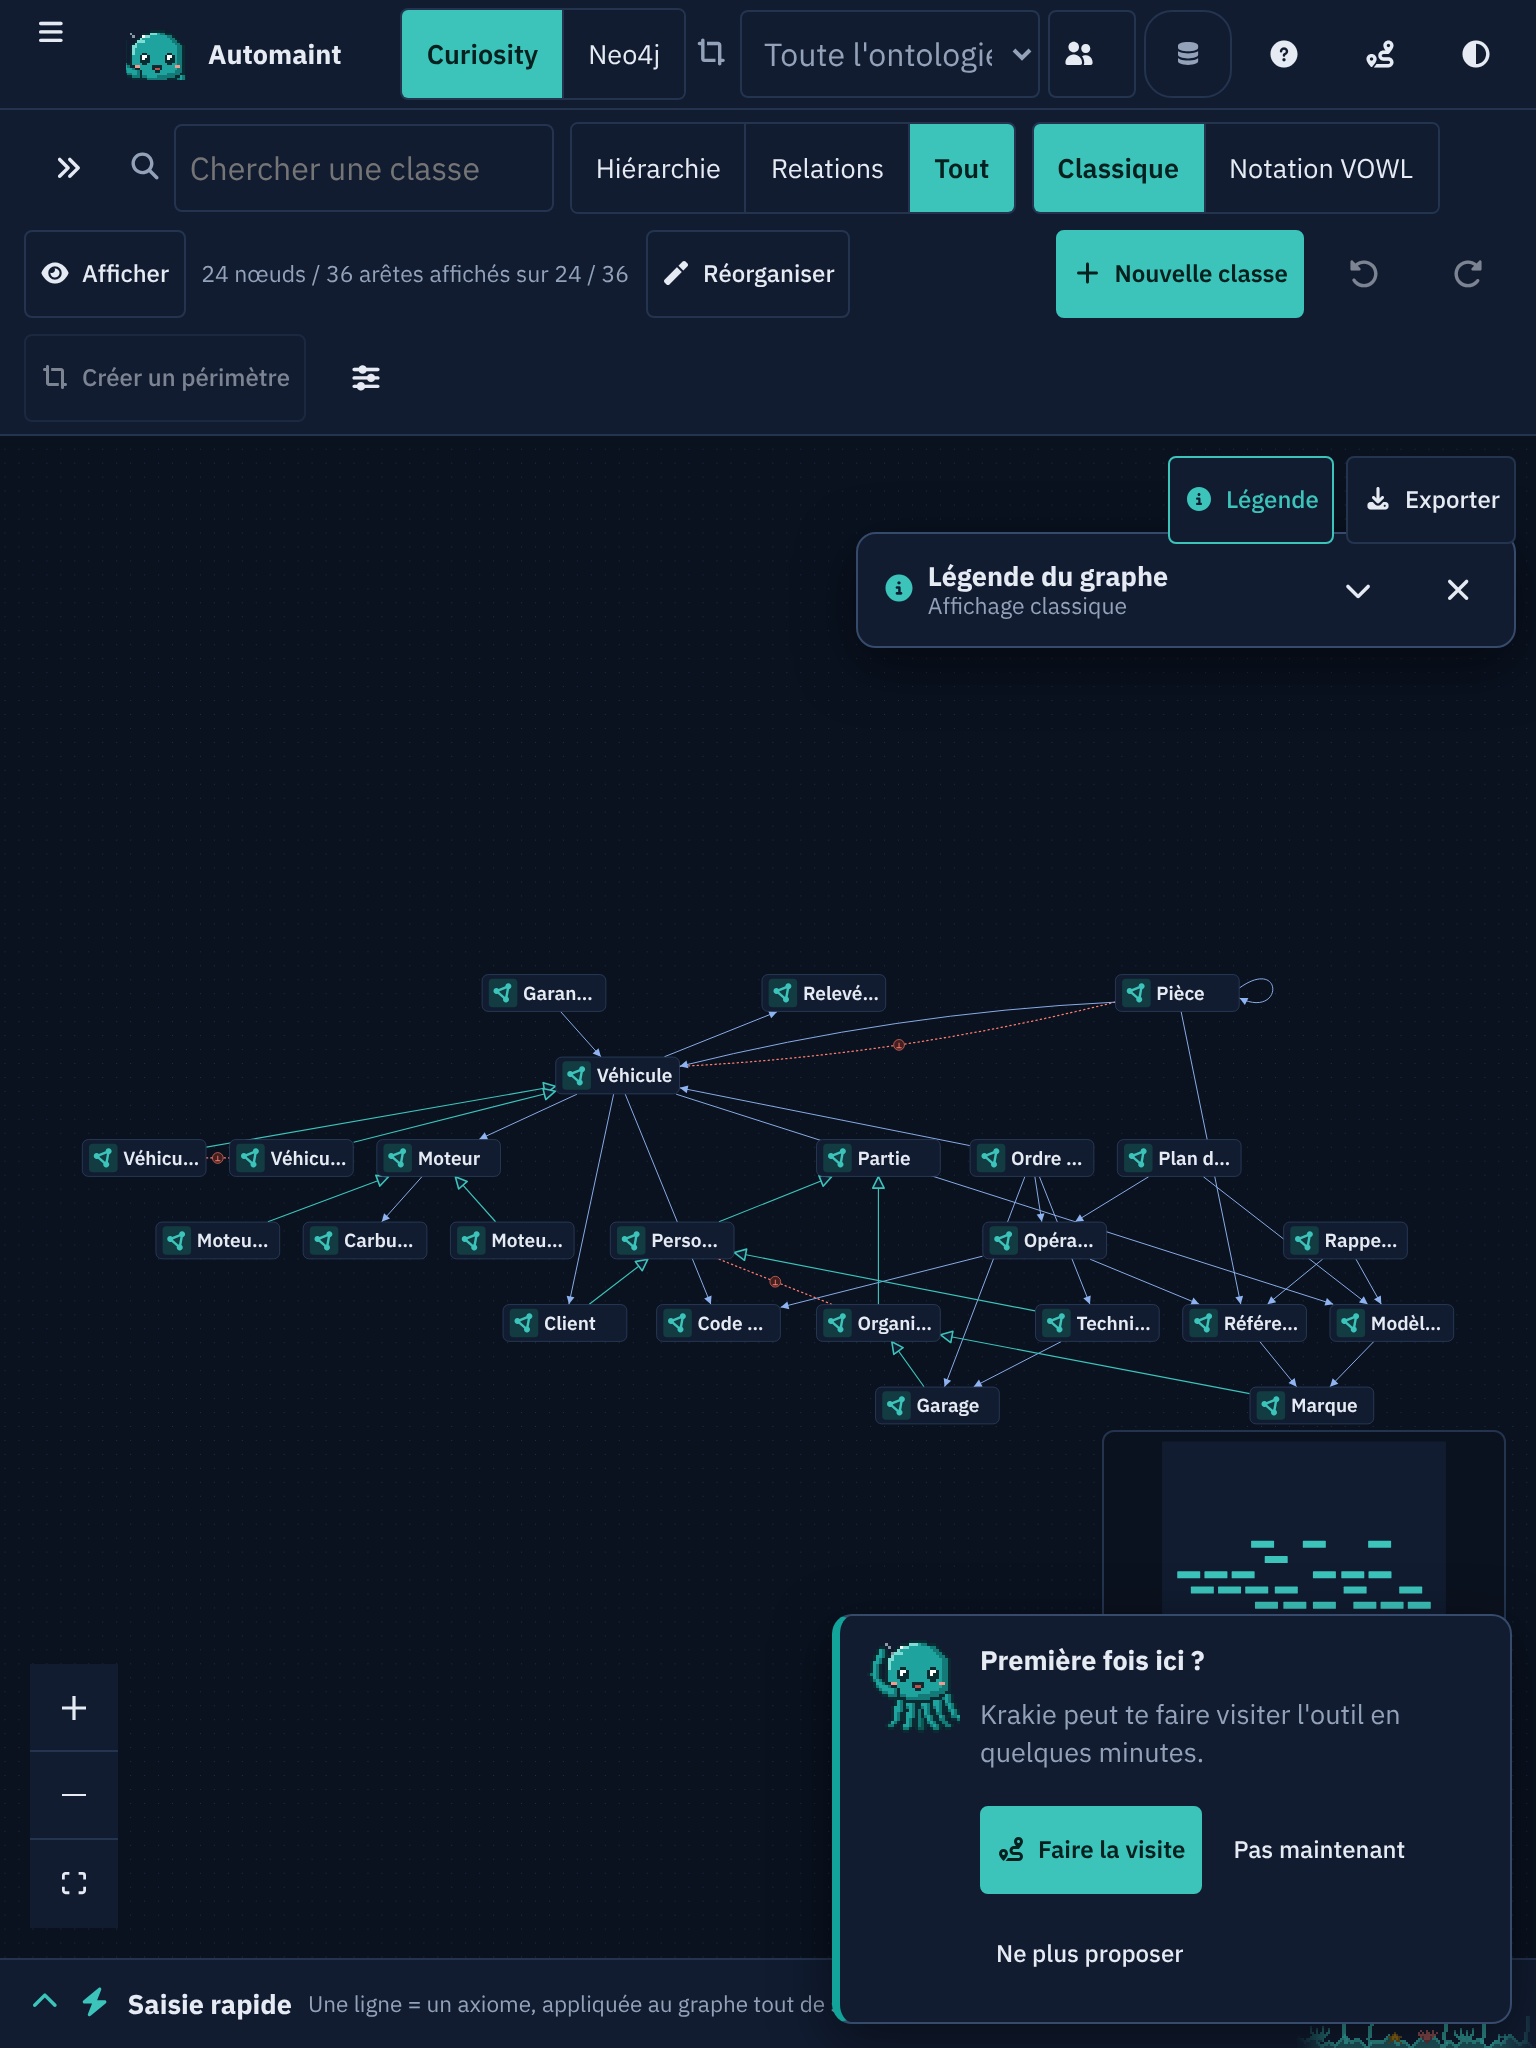 Automaint
Curiosity
Neo4j
Toute l'ontologie
Chercher une classe
Hiérarchie
Relations
Tout
Classique
Notation VOWL
Afficher
24 nœuds / 36 arêtes affichés sur 24 / 36
Réorganiser
Nouvelle classe
Créer un périmètre
Légende
Exporter
Légende du graphe
Affichage classique
Garan...
Relevé...
Pièce
Véhicule
Véhicu...
Véhicu...
Moteur
Partie
Ordre ...
Plan d...
Moteu...
Carbu...
Moteu...
Perso...
Opéra...
Rappe...
Client
Code ...
Organi...
Techni...
Référe...
Modèl...
Garage
Marque
Première fois ici ?
Krakie peut te faire visiter l'outil en
quelques minutes.
Faire la visite
Pas maintenant
Ne plus proposer
Saisie rapide
Une ligne = un axiome, appliquée au graphe tout de